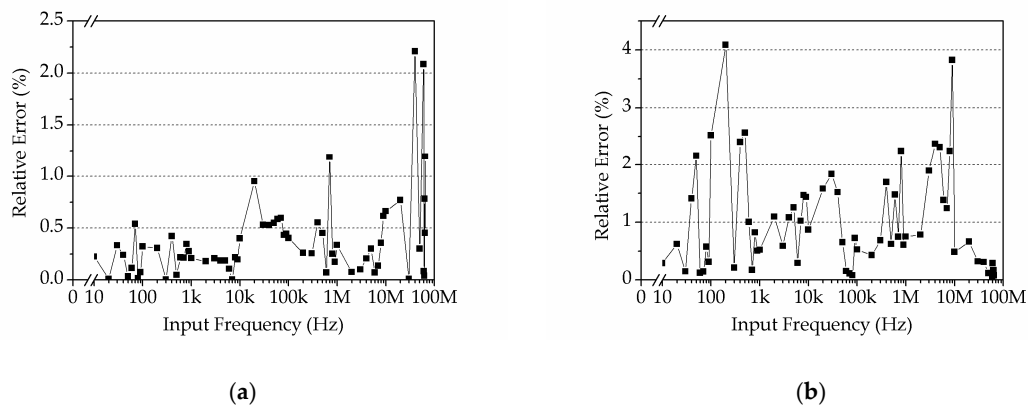 2.5
2.0
1.5
1.0
0.5
0.0
Relative Error (%)
0 10 100 1k 10k 100k 1M 10M 100M
Input Frequency (Hz)
(a)
4
3
2
1
0
Relative Error (%)
0 10 100 1k 10k 100k 1M 10M 100M
Input Frequency (Hz)
(b)